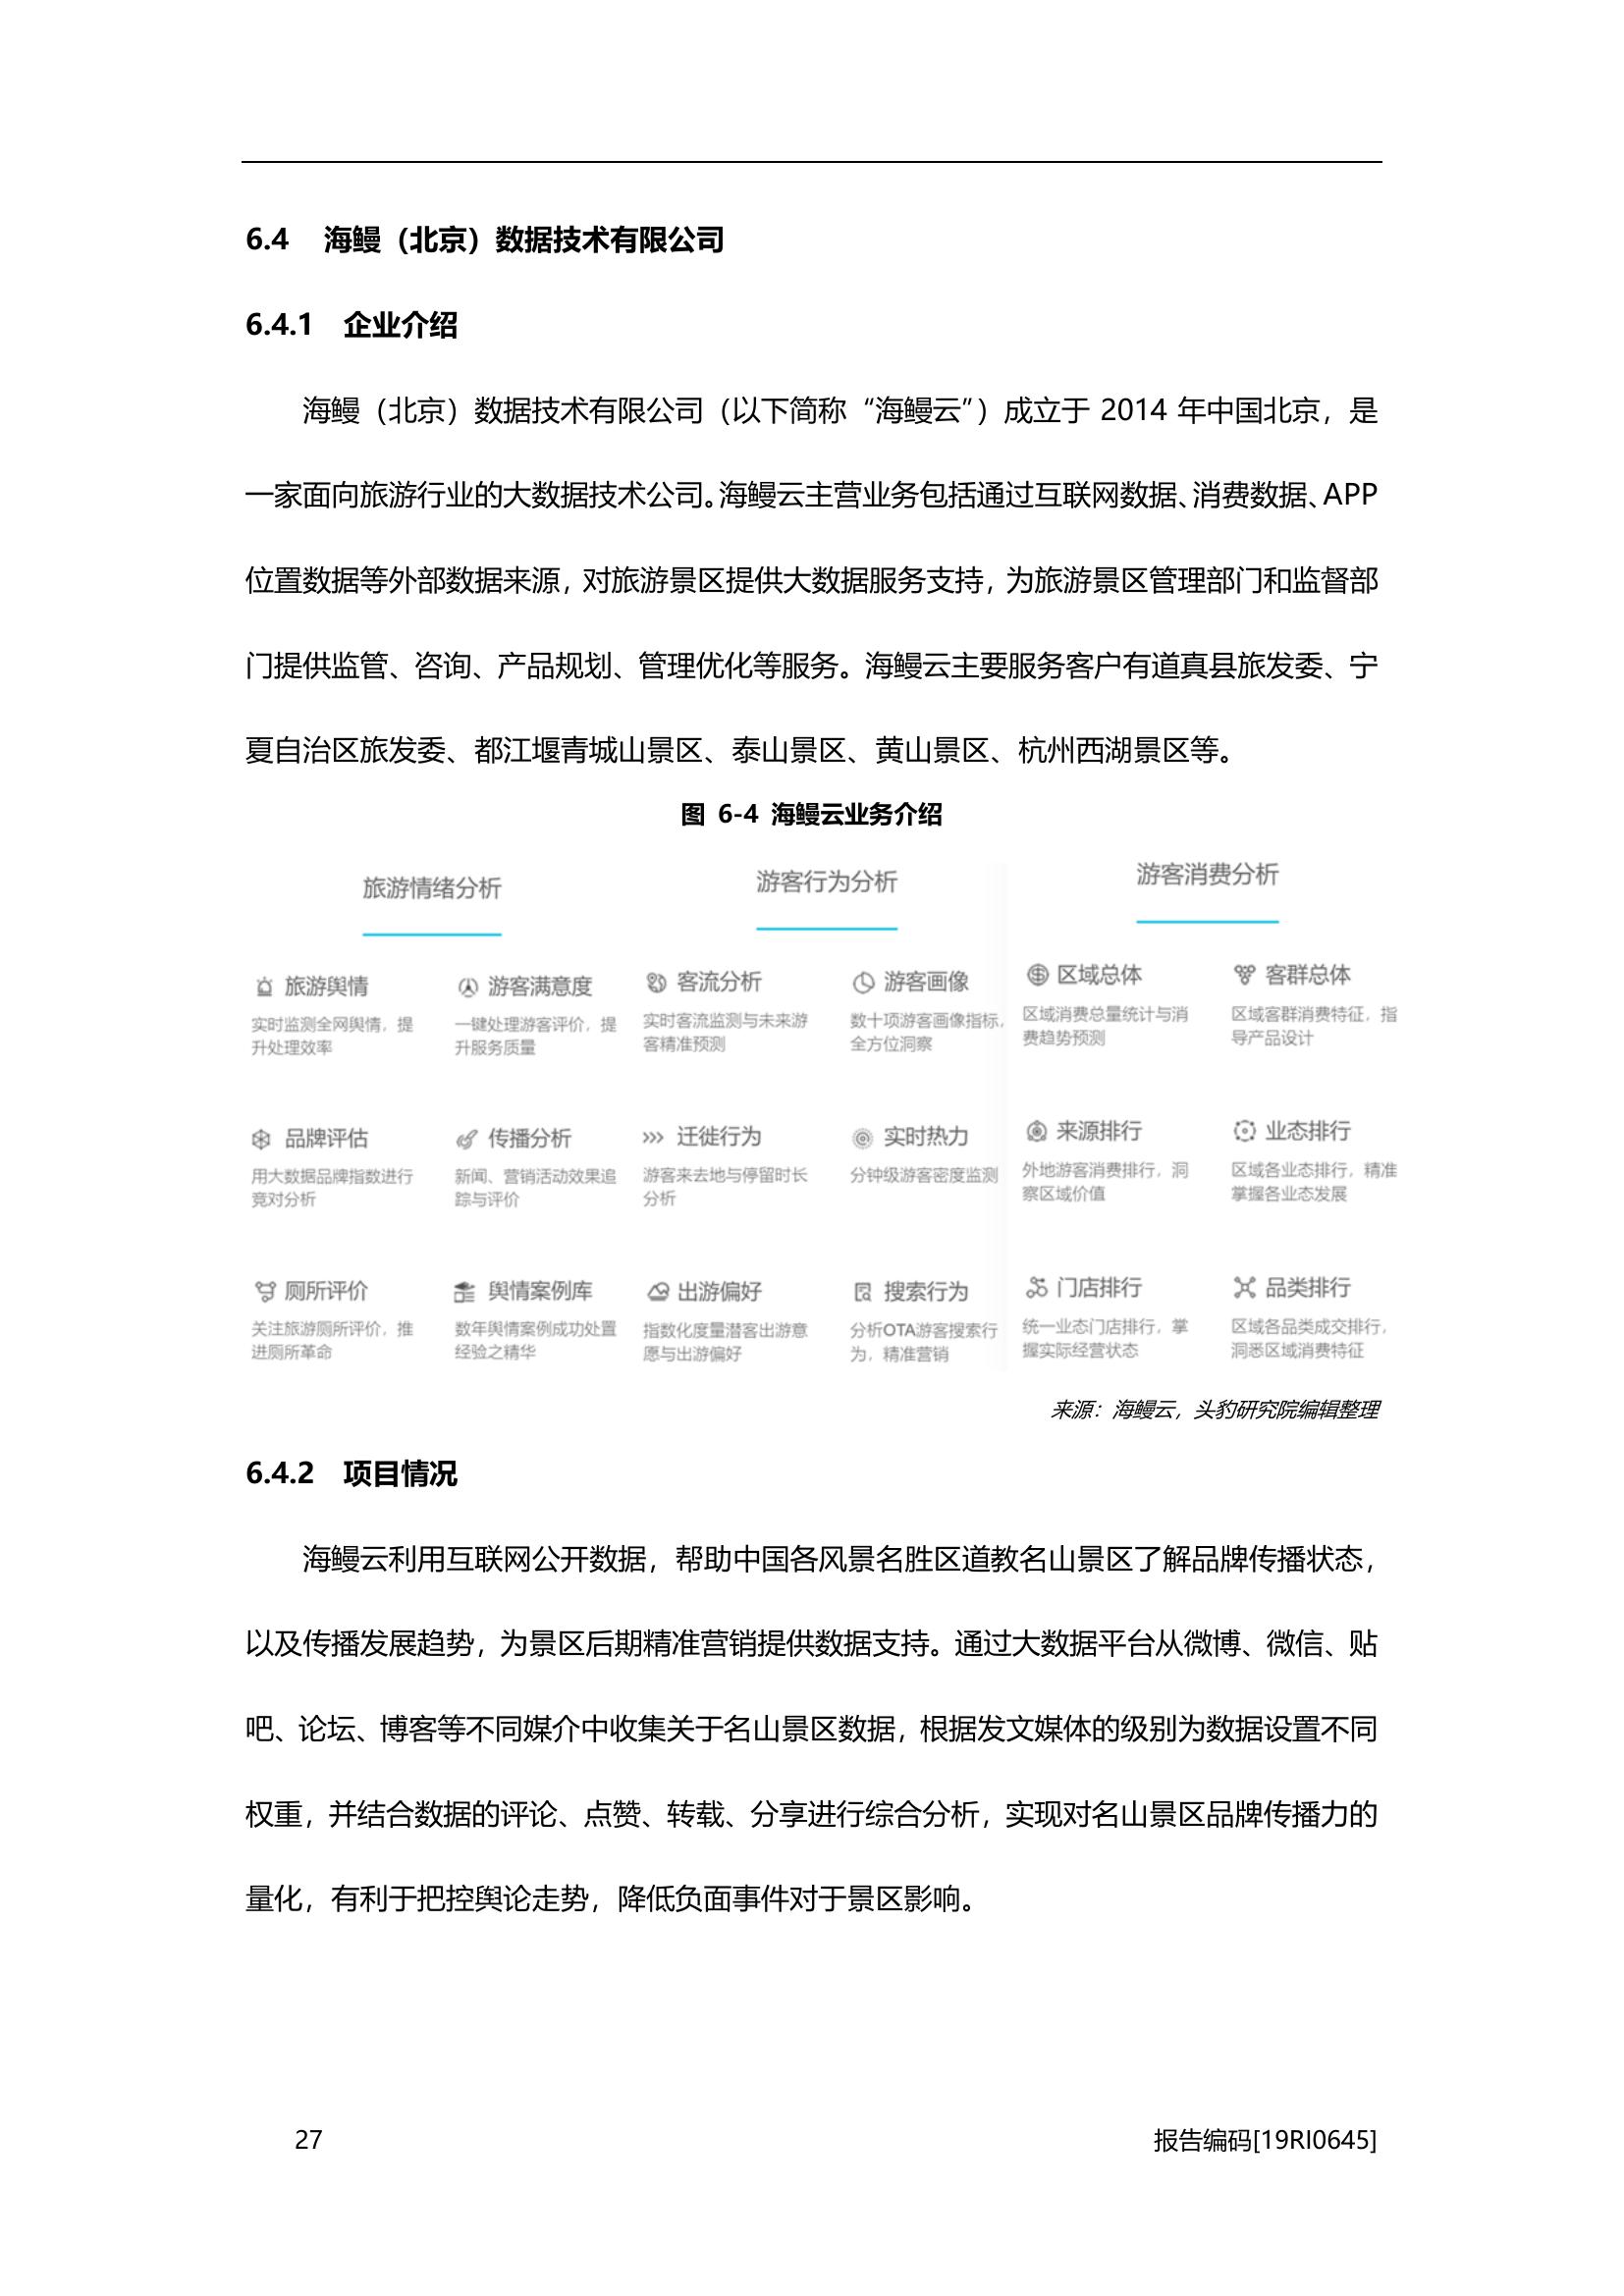 6.4 海鳗（北京）数据技术有限公司
6.4.1 企业介绍
海鳗（北京）数据技术有限公司（以下简称“海鳗云”）成立于 2014 年中国北京，是
一家面向旅游行业的大数据技术公司。海鳗云主营业务包括通过互联网数据、消费数据、APP
位置数据等外部数据来源，对旅游景区提供大数据服务支持，为旅游景区管理部门和监督部
门提供监管、咨询、产品规划、管理优化等服务。海鳗云主要服务客户有道真县旅发委、宁
夏自治区旅发委、都江堰青城山景区、泰山景区、黄山景区、杭州西湖景区等。
图 6-4 海鳗云业务介绍
旅游情绪分析
旅游舆情
实时监测全网舆情，提
升处理效率
游客满意度
一键处理游客评价，提
升服务质量
品牌评估
用大数据品牌指数进行
竞对分析
传播分析
新闻、营销活动效果追
踪与评价
厕所评价
关注旅游厕所评价，推
进厕所革命
舆情案例库
数年舆情案例成功处置
经验之精华
游客行为分析
客流分析
实时客流监测与未来游
客精准预测
游客画像
数十项游客画像指标，
全方位洞察
迁徙行为
游客来去地与停留时长
分析
实时热力
分钟级游客密度监测
出游偏好
指数化度量潜客出游意
愿与出游偏好
搜索行为
分析OTA游客搜索行
为，精准营销
游客消费分析
区域总体
区域消费总量统计与消
费趋势预测
客群总体
区域客群消费特征，指
导产品设计
来源排行
外地游客消费排行，洞
察区域价值
业态排行
区域各业态排行，精准
掌握各业态发展
门店排行
统一业态门店排行，掌
握实际经营状态
品类排行
区域各品类成交排行，
洞悉区域消费特征
来源：海鳗云，头豹研究院编辑整理
6.4.2 项目情况
海鳗云利用互联网公开数据，帮助中国各风景名胜区道教名山景区了解品牌传播状态，
以及传播发展趋势，为景区后期精准营销提供数据支持。通过大数据平台从微博、微信、贴
吧、论坛、博客等不同媒介中收集关于名山景区数据，根据发文媒体的级别为数据设置不同
权重，并结合数据的评论、点赞、转载、分享进行综合分析，实现对名山景区品牌传播力的
量化，有利于把控舆论走势，降低负面事件对于景区影响。
27
报告编码[19RI0645]